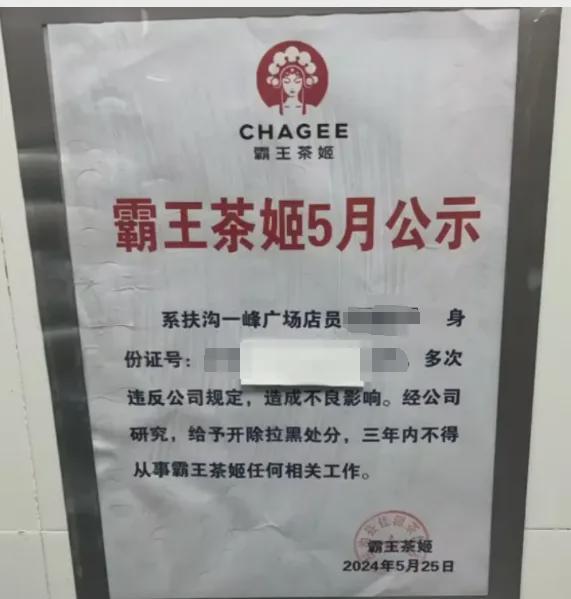 CHAGEE
霸王茶姬
霸王茶姬5月公示
系扶沟一峰广场店员 身
份证号： ，多次
违反公司规定，造成不良影响。经公司
研究，给予开除拉黑处分，三年内不得
从事霸王茶姬任何相关工作。
霸王茶姬
2024年5月25日